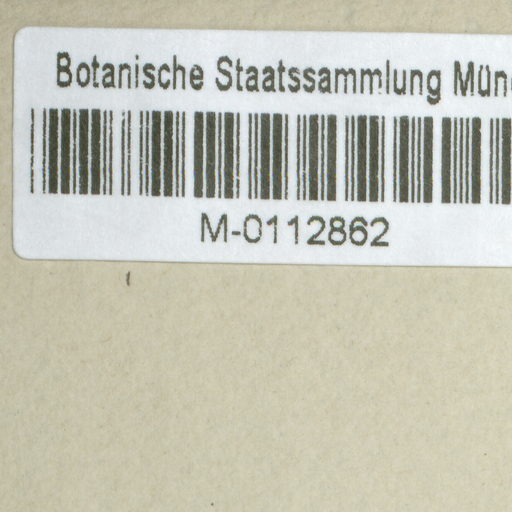 Botanische Staatssammlung Mün
M-0112862